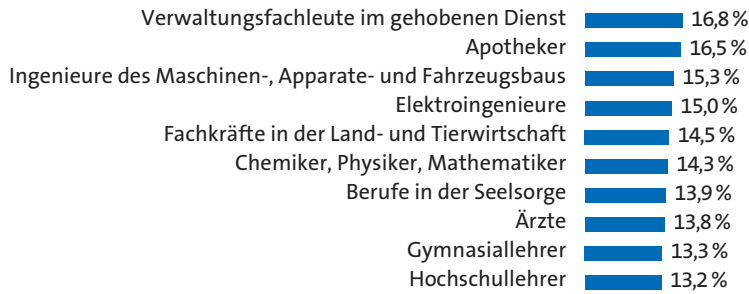 Verwaltungsfachleute im gehobenen Dienst 16,8 %
Apotheker 16,5 %
Ingenieure des Maschinen-, Apparate- und Fahrzeugsbaus 15,3 %
Elektroingenieure 15,0 %
Fachkräfte in der Land- und Tierwirtschaft 14,5 %
Chemiker, Physiker, Mathematiker 14,3 %
Berufe in der Seelsorge 13,9 %
Ärzte 13,8 %
Gymnasiallehrer 13,3 %
Hochschullehrer 13,2 %